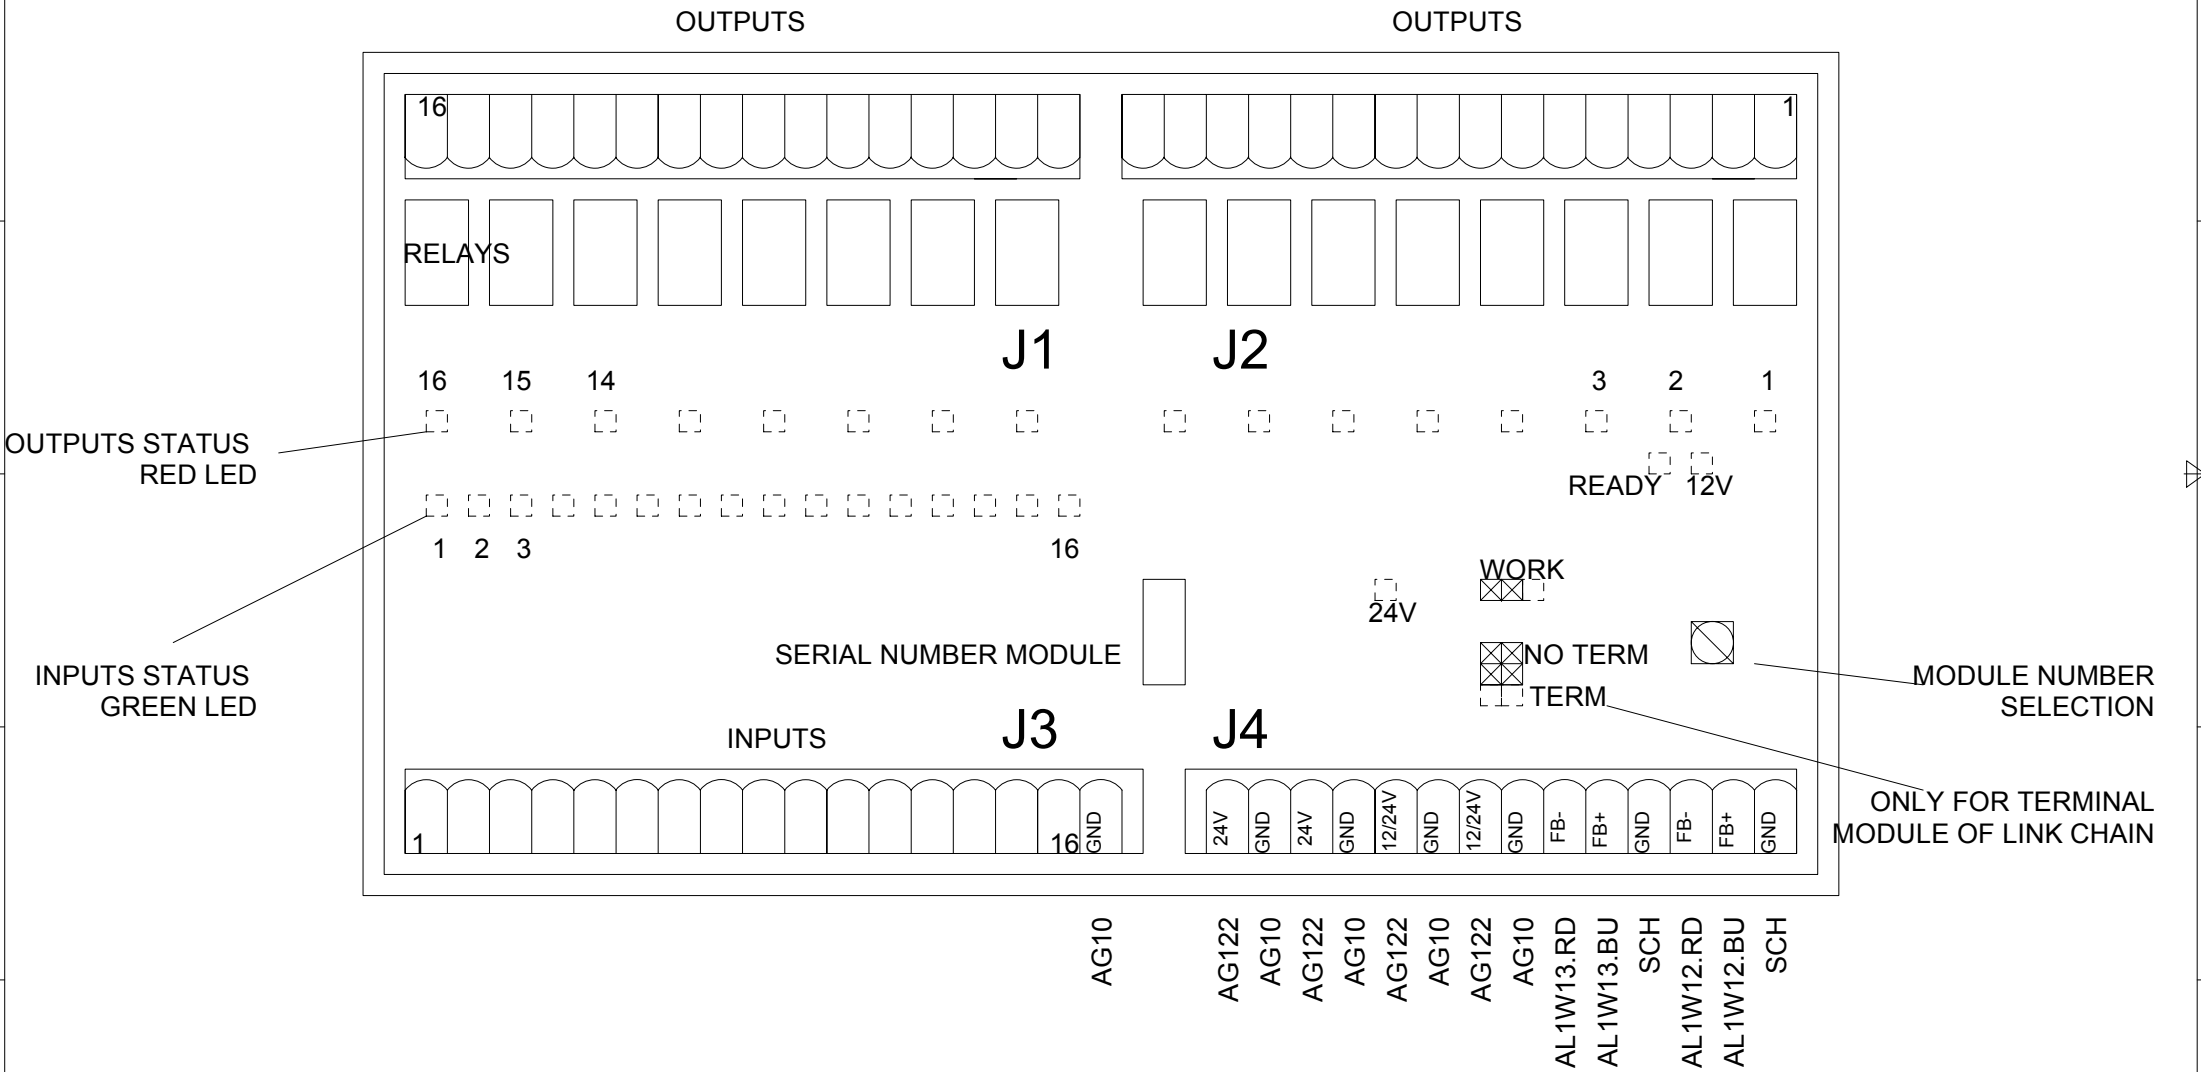 OUTPUTS OUTPUTS
16 1
RELAYS
J1 J2
16 15 14 3 2 1
OUTPUTS STATUS
RED LED
READY 12V
1 2 3 16
WORK
24V
SERIAL NUMBER MODULE
NO TERM
TERM
INPUTS STATUS
GREEN LED
MODULE NUMBER
SELECTION
INPUTS
J3 J4
ONLY FOR TERMINAL
MODULE OF LINK CHAIN
1 16 GND 24V GND 24V GND 12/24V GND 12/24V GND FB- FB+ GND FB- FB+ GND
AG10 AG122 AG10 AG122 AG10 AG122 AG10 AG122 AG10 AL1W13.RD AL1W13.BU SCH AL1W12.RD AL1W12.BU SCH